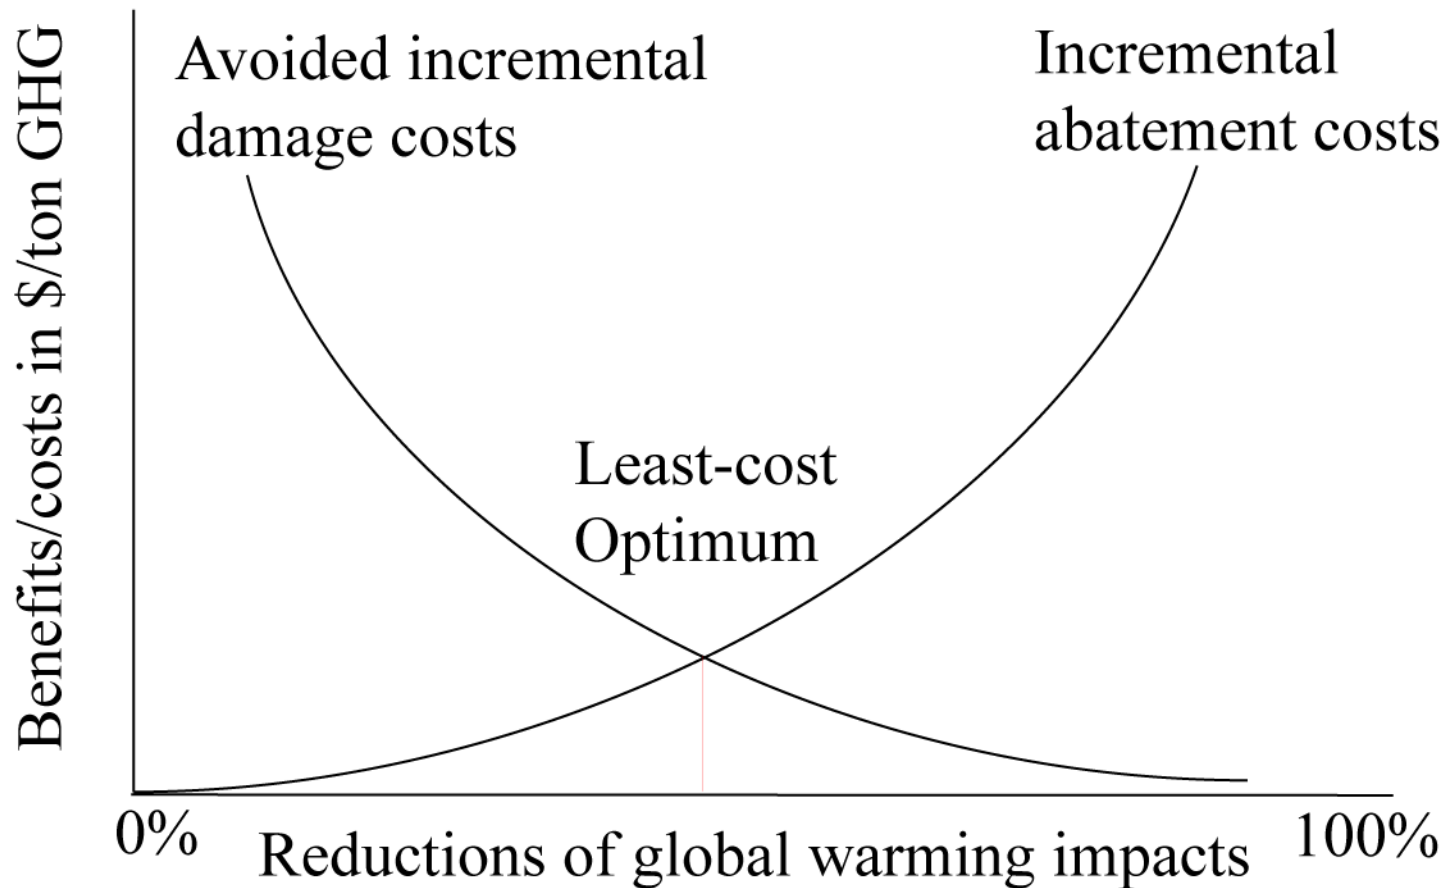 Benefits/costs in $/ton GHG
Avoided incremental
damage costs
Incremental
abatement costs
Least-cost
Optimum
0%
Reductions of global warming impacts
100%